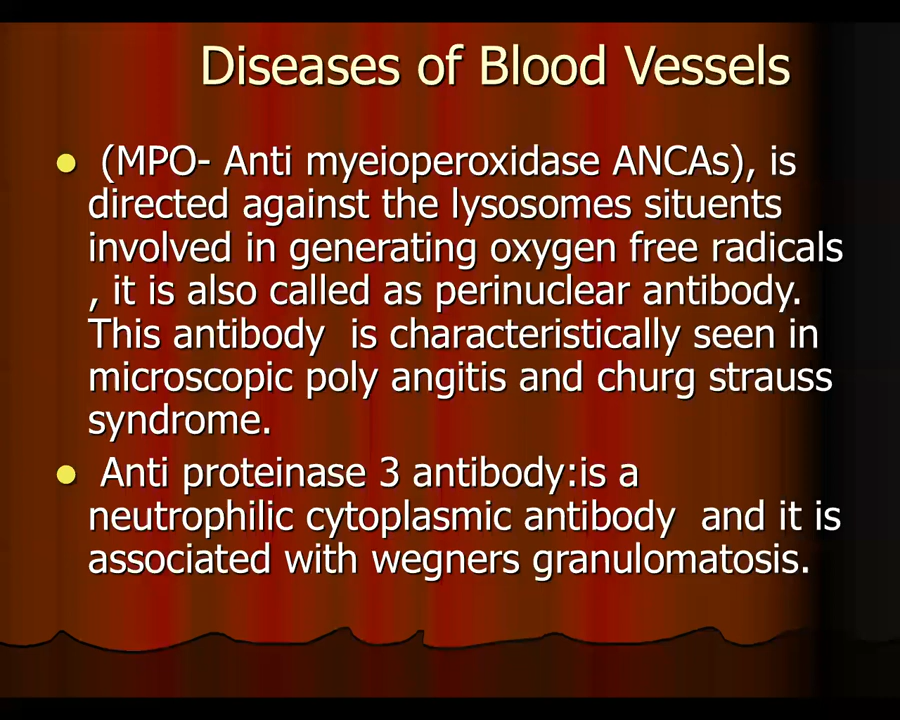 Diseases of Blood Vessels
(MPO- Anti myeioperoxidase ANCAs), is
directed against the lysosomes situents
involved in generating oxygen free radicals
, it is also called as perinuclear antibody.
This antibody is characteristically seen in
microscopic poly angitis and churg strauss
syndrome.
Anti proteinase 3 antibody:is a
neutrophilic cytoplasmic antibody and it is
associated with wegners granulomatosis.